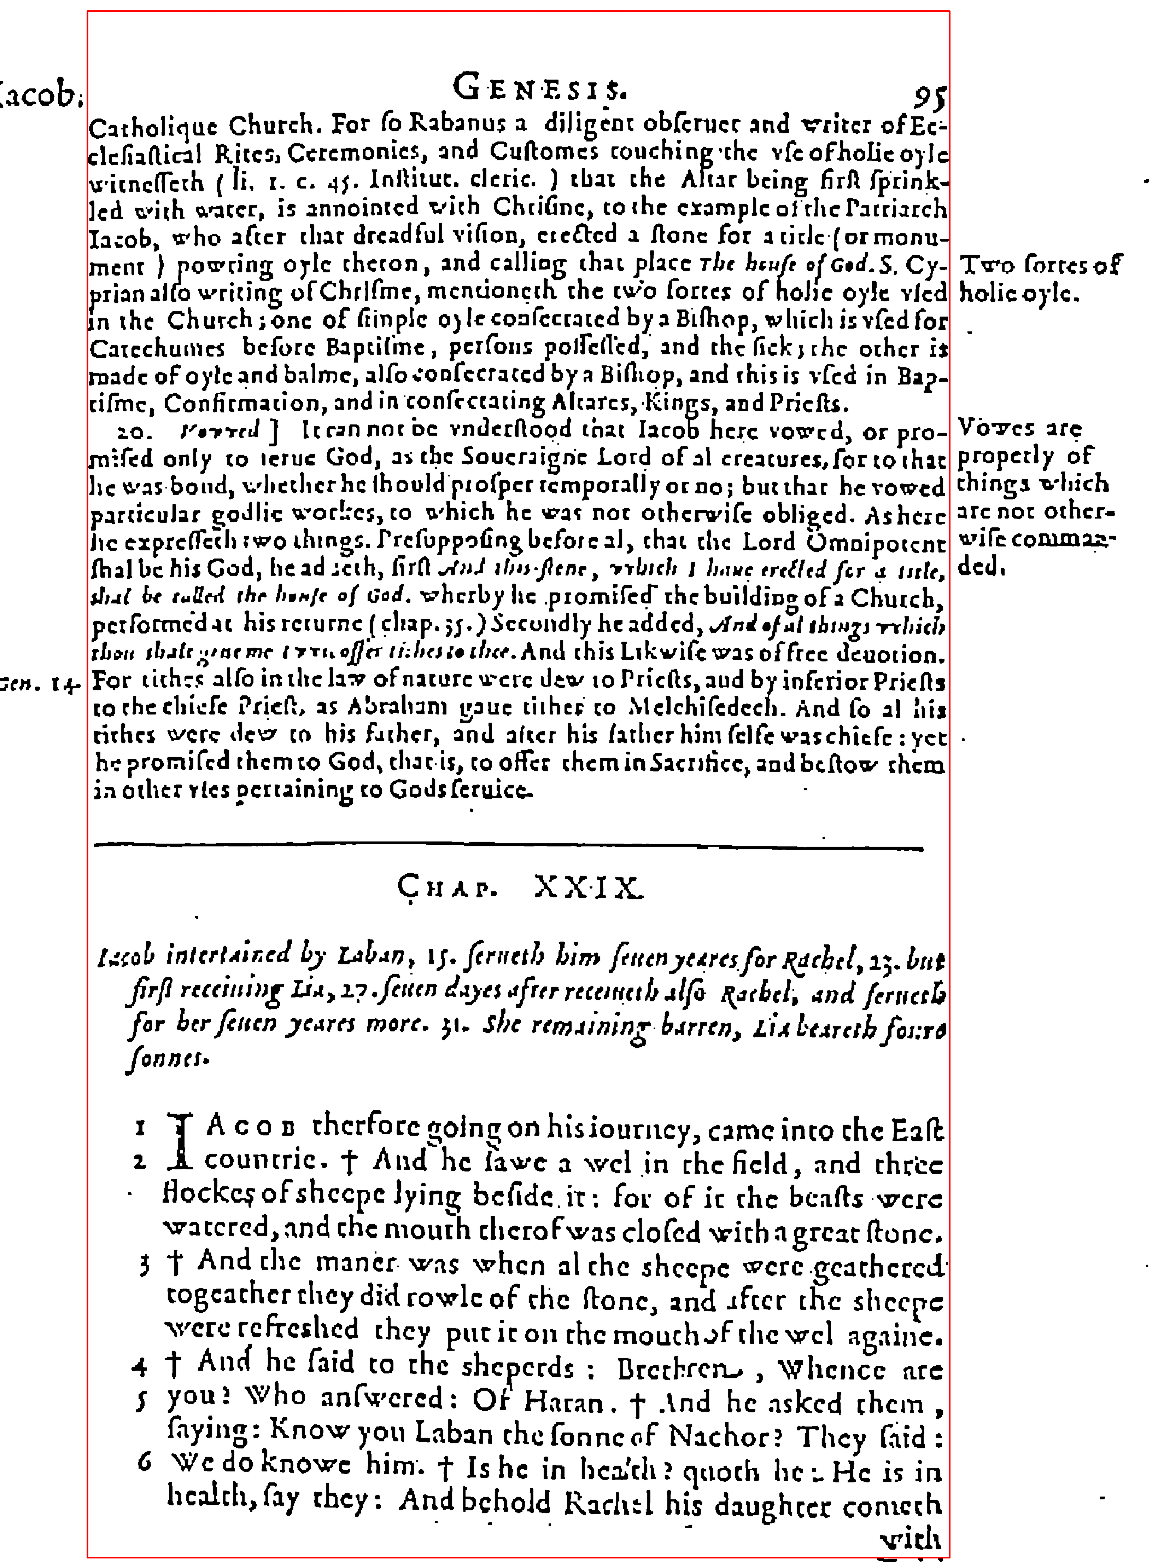 Iacob.
GENESIS. 95
Catholique Church. For ſo Rabanus a diligent obſeruer and writer of Ec-
cleſiaſtical Rites, Ceremonies, and Cuſtomes touching the vſe of holie oyle
witneſſeth ( li. 1. c. 45. Inſtitut. cleric. ) that the Altar being firſt ſprink-
led with water, is annointed with Chriſme, to the example of the Patriarch
Iacob, who after that dreadful viſion, erected a ſtone for a title (or monu-
ment ) powring oyle theron, and calling that place The houſe of God. S. Cy-
prian alſo writing of Chriſme, mentioneth the two ſortes of holie oyle vſed
in the Church; one of ſimple oyle conſecrated by a Biſhop, which is vſed for
Catechumes before Baptiſme, perſons poſſeſſed, and the ſick; the other is
made of oyle and balme, alſo conſecrated by a Biſhop, and this is vſed in Bap-
tiſme, Confirmation, and in conſecrating Altares, Kings, and Prieſts.
Two ſortes of
holie oyle.
20. Vowed ] It can not be vnderſtood that Iacob here vowed, or pro-
miſed only to ſerue God, as the Soueraigne Lord of al creatures, for to that
he was bond, whether he ſhould proſper temporally or no; but that he vowed
particular godlie workes, to which he was not otherwiſe obliged. As here
he expreſſeth two things. Preſuppoſing before al, that the Lord Omnipotent
ſhal be his God, he addeth, firſt And this ſtone, which I haue erected for a title,
shal be called the houſe of God. wherby he promiſed the building of a Church,
performed at his returne ( chap. 35. ) Secondly he added, And of al things which
thou shalt geue me I wil offer tithes to thee. And this Likwiſe was of free deuotion.
For tithes alſo in the law of nature were dew to Prieſts, and by inferior Prieſts
to the chiefe Prieſt, as Abraham gaue tithes to Melchiſedech. And ſo al his
tithes were dew to his father, and after his father him ſelfe was chiefe: yet
he promiſed them to God, that is, to offer them in Sacrifice, and beſtow them
in other vſes pertaining to Gods ſeruice.
Vowes are
properly of
things which
are not other-
wiſe comman-
ded.
Gen. 14.
CHAP. XXIX.
Iacob intertained by Laban, 15. ſerueth him ſeuen yeares for Rachel, 23. but
firſt receiuing Lia, 27. ſeuen dayes after receiueth alſo Rachel, and ſerueth
for her ſeuen yeares more. 31. She remaining barren, Lia beareth foure
ſonnes.
1 IACOB therfore going on his iourney, came into the Eaſt
2 countrie. † And he ſawe a wel in the field, and three
flockes of sheepe lying beſide it: for of it the beaſts were
watered, and the mouth therof was cloſed with a great ſtone.
3 † And the maner was when al the sheepe were geathered
togeather they did rowle of the ſtone, and after the sheepe
were refreshed they put it on the mouth of the wel againe.
4 † And he ſaid to the sheperds : Brethren , Whence are
5 you? Who anſwered: Of Haran. † And he asked them ,
ſaying: Know you Laban the ſonne of Nachor? They ſaid :
6 We do knowe him. † Is he in health? quoth he: He is in
health, ſay they: And behold Rachel his daughter cometh
with